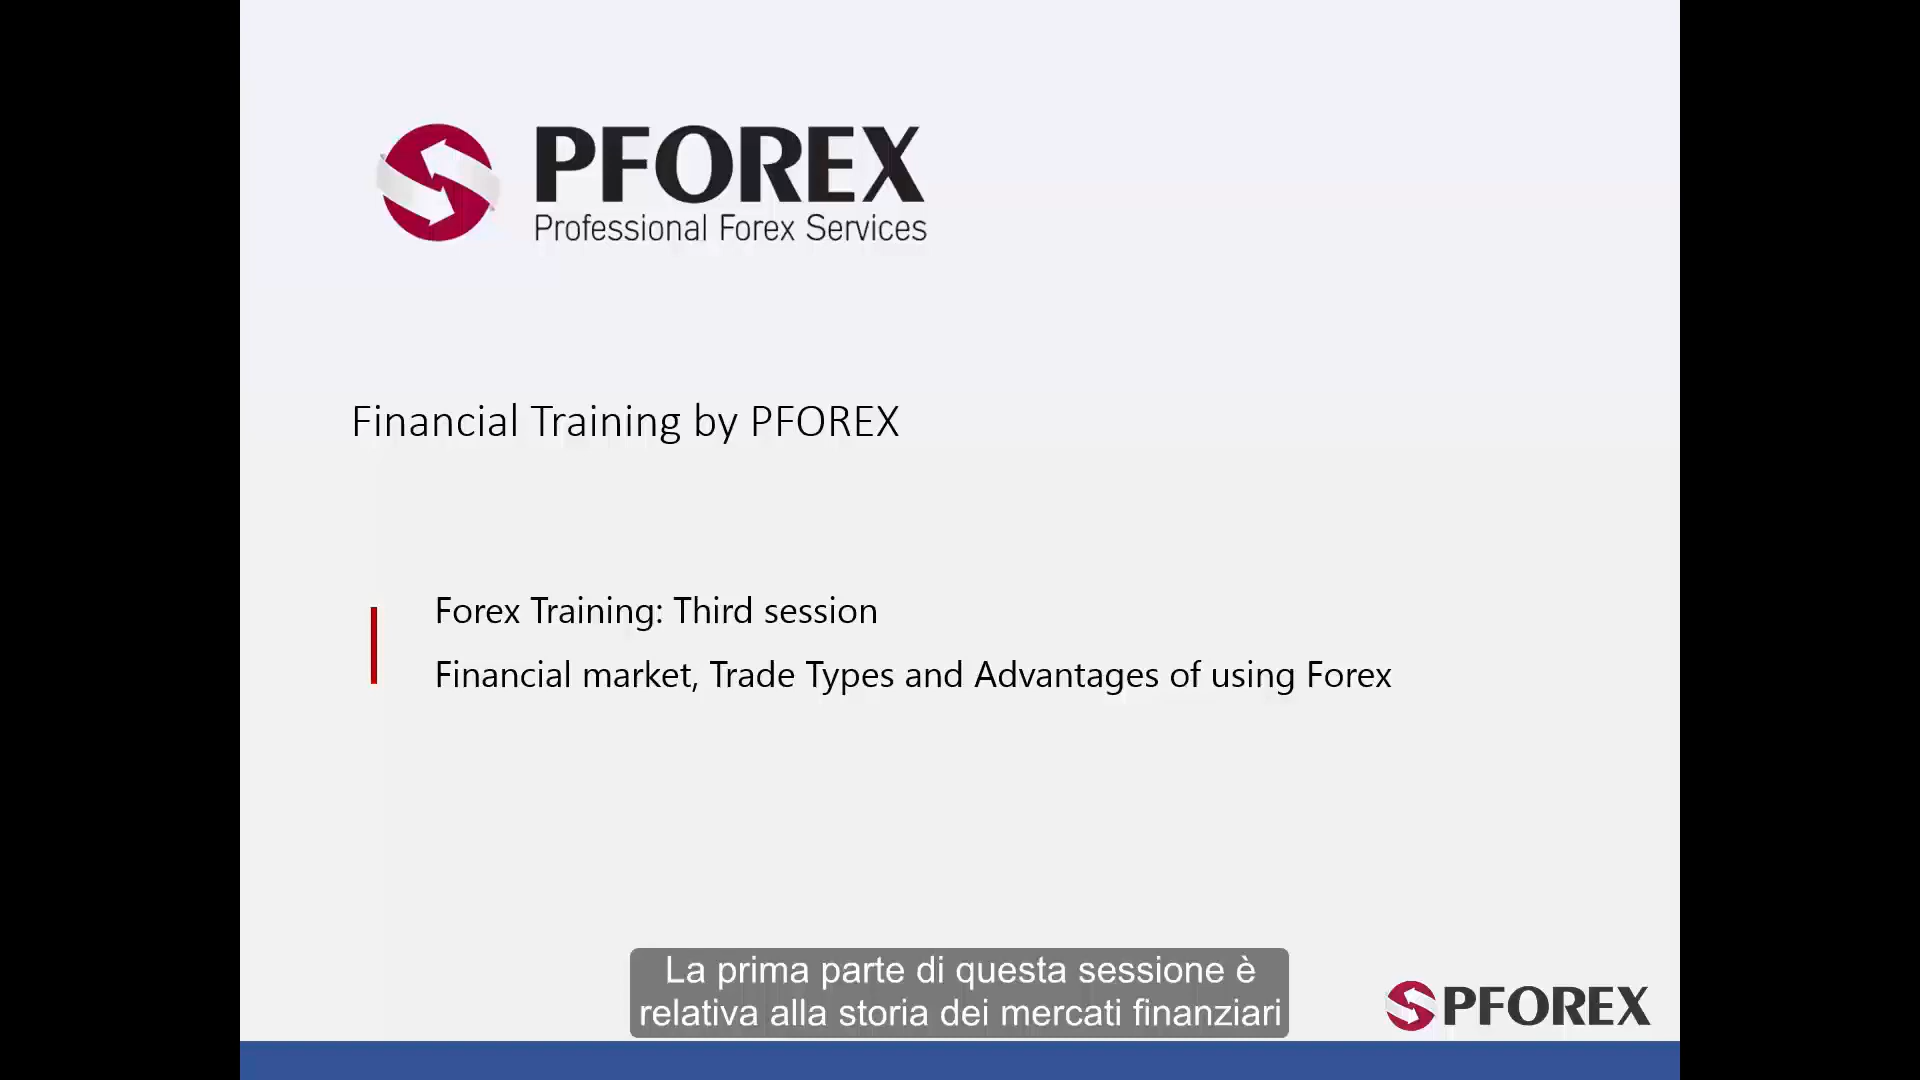 PFOREX
Professional Forex Services
Financial Training by PFOREX
Forex Training: Third session
Financial market, Trade Types and Advantages of using Forex
La prima parte di questa sessione è
relativa alla storia dei mercati finanziari
PFOREX